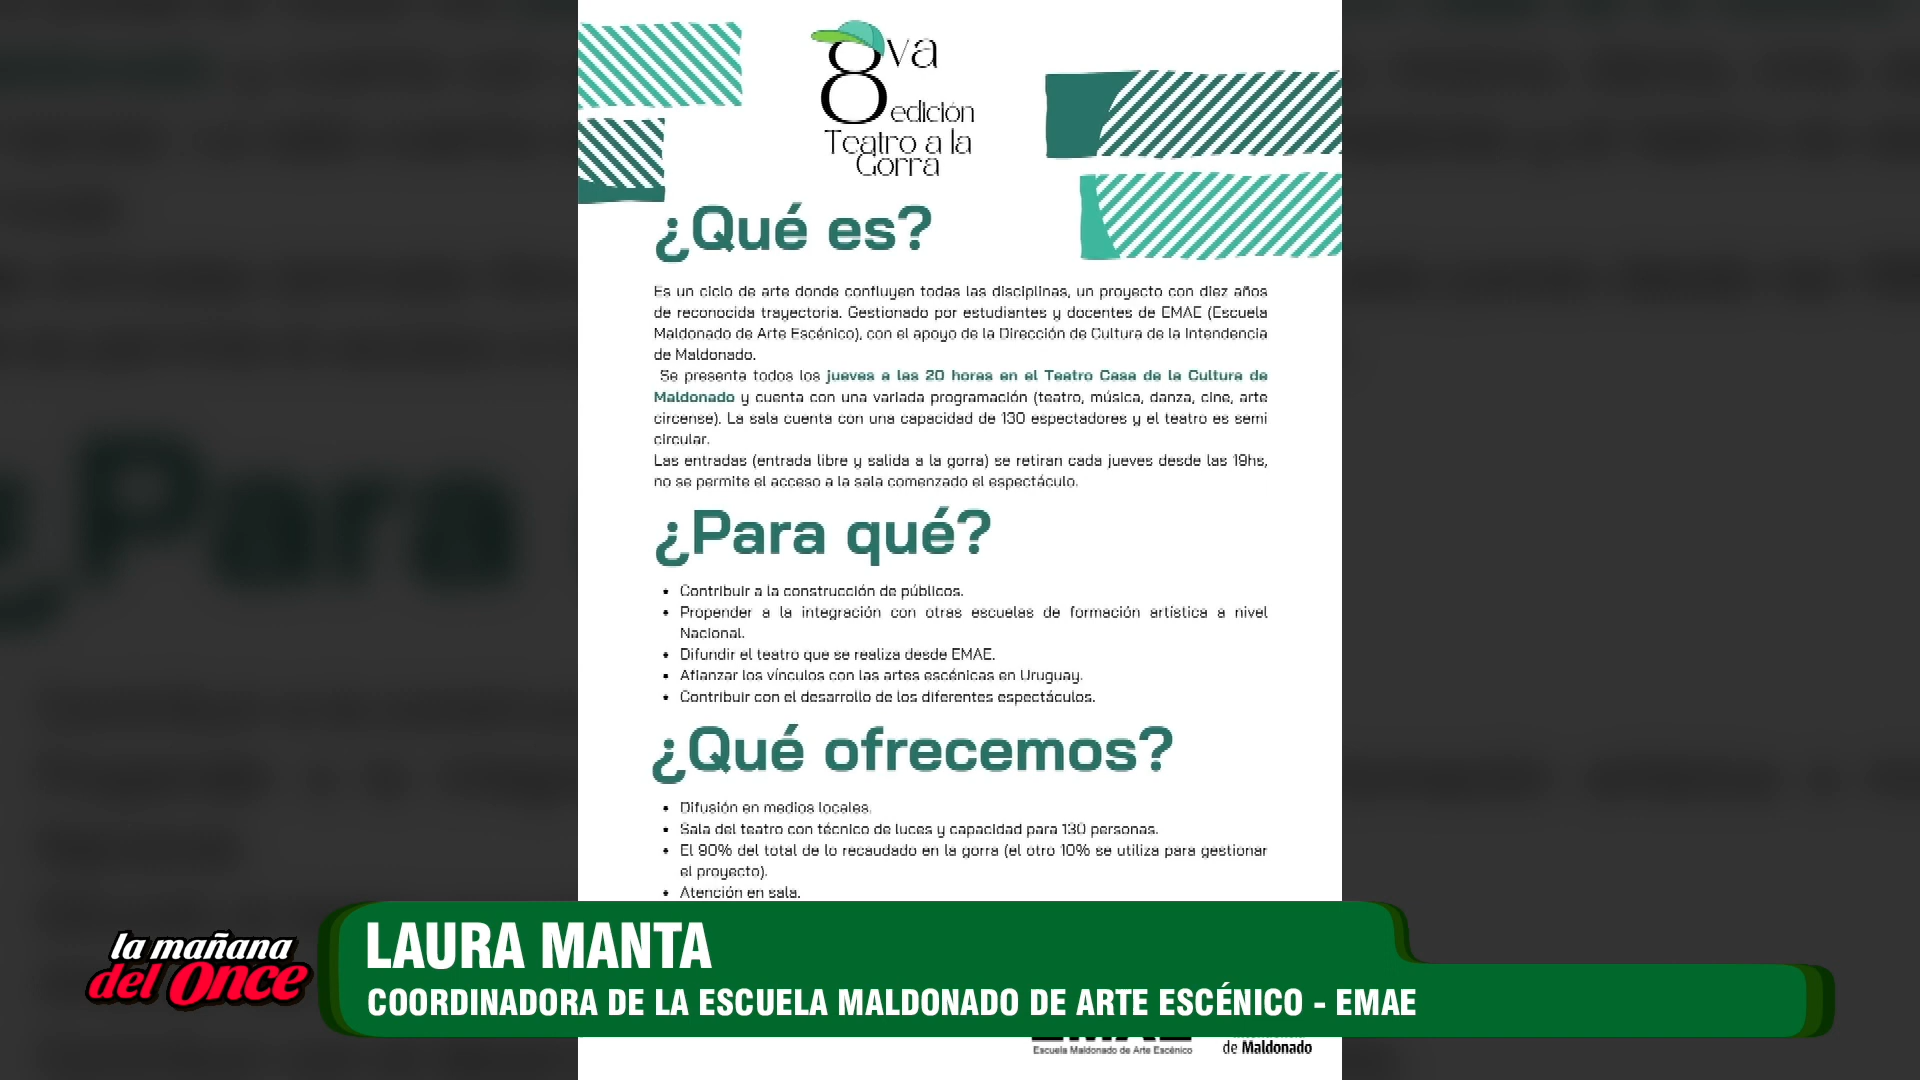 8va
edición
Teatro a la
Gorra
¿Qué es?
Es un ciclo de arte donde confluyen todas las disciplinas, un proyecto con diez años
de reconocida trayectoria. Gestionado por estudiantes y docentes de EMAE (Escuela
Maldonado de Arte Escénico), con el apoyo de la Dirección de Cultura de la Intendencia
de Maldonado.
Se presenta todos los jueves a las 20 horas en el Teatro Casa de la Cultura de
Maldonado y cuenta con una variada programación (teatro, música, danza, cine, arte
circense). La sala cuenta con una capacidad de 130 espectadores y el teatro es semi
circular.
Las entradas (entrada libre y salida a la gorra) se retiran cada jueves desde las 19hs,
no se permite el acceso a la sala comenzado el espectáculo.
¿Para qué?
• Contribuir a la construcción de públicos.
• Propender a la integración con otras escuelas de formación artística a nivel
Nacional.
• Difundir el teatro que se realiza desde EMAE.
• Afianzar los vínculos con las artes escénicas en Uruguay.
• Contribuir con el desarrollo de los diferentes espectáculos.
¿Qué ofrecemos?
• Difusión en medios locales.
• Sala del teatro con técnico de luces y capacidad para 130 personas.
• El 90% del total de lo recaudado en la gorra (el otro 10% se utiliza para gestionar
el proyecto).
• Atención en sala.
la mañana
del Once
LAURA MANTA
COORDINADORA DE LA ESCUELA MALDONADO DE ARTE ESCÉNICO - EMAE
Escuela Maldonado de Arte Escénico
de Maldonado